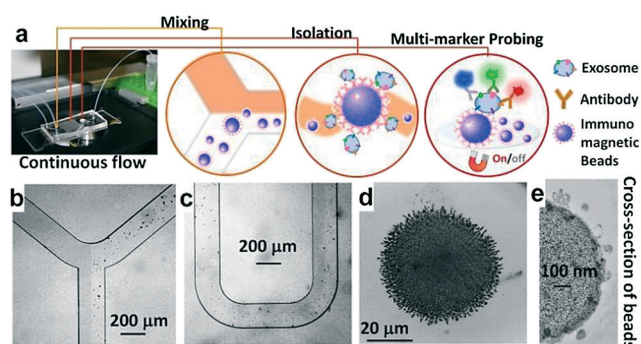 a
Mixing
Isolation
Multi-marker Probing
Continuous flow
On/off
Exosome
Antibody
Immuno
magnetic
Beads
b
200 μm
c
200 μm
d
20 μm
e
100 nm
Cross-section of beads